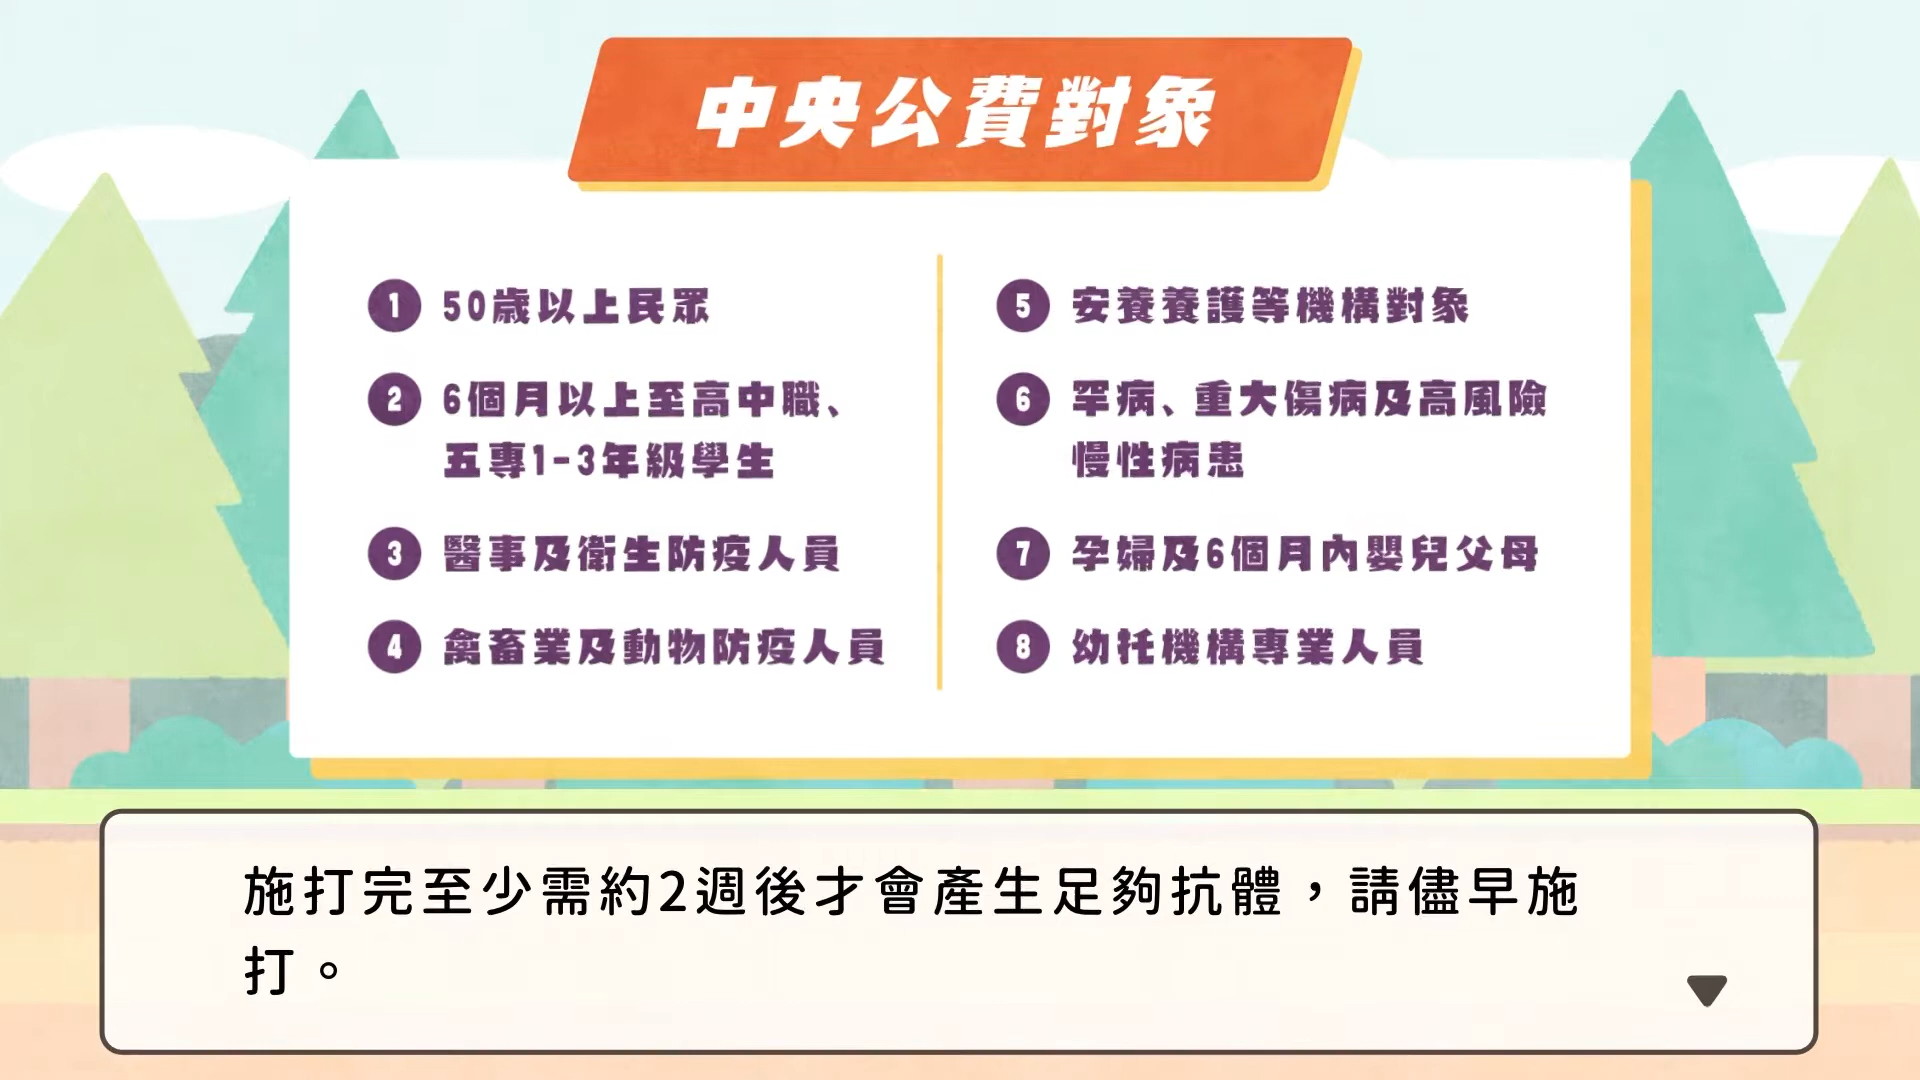 中央公費對象
1 50歲以上民眾
2 6個月以上至高中職、
五專1-3年級學生
3 醫事及衛生防疫人員
4 禽畜業及動物防疫人員
5 安養養護等機構對象
6 罕病、重大傷病及高風險
慢性病患
7 孕婦及6個月內嬰兒父母
8 幼托機構專業人員
施打完至少需約2週後才會產生足夠抗體，請儘早施
打。